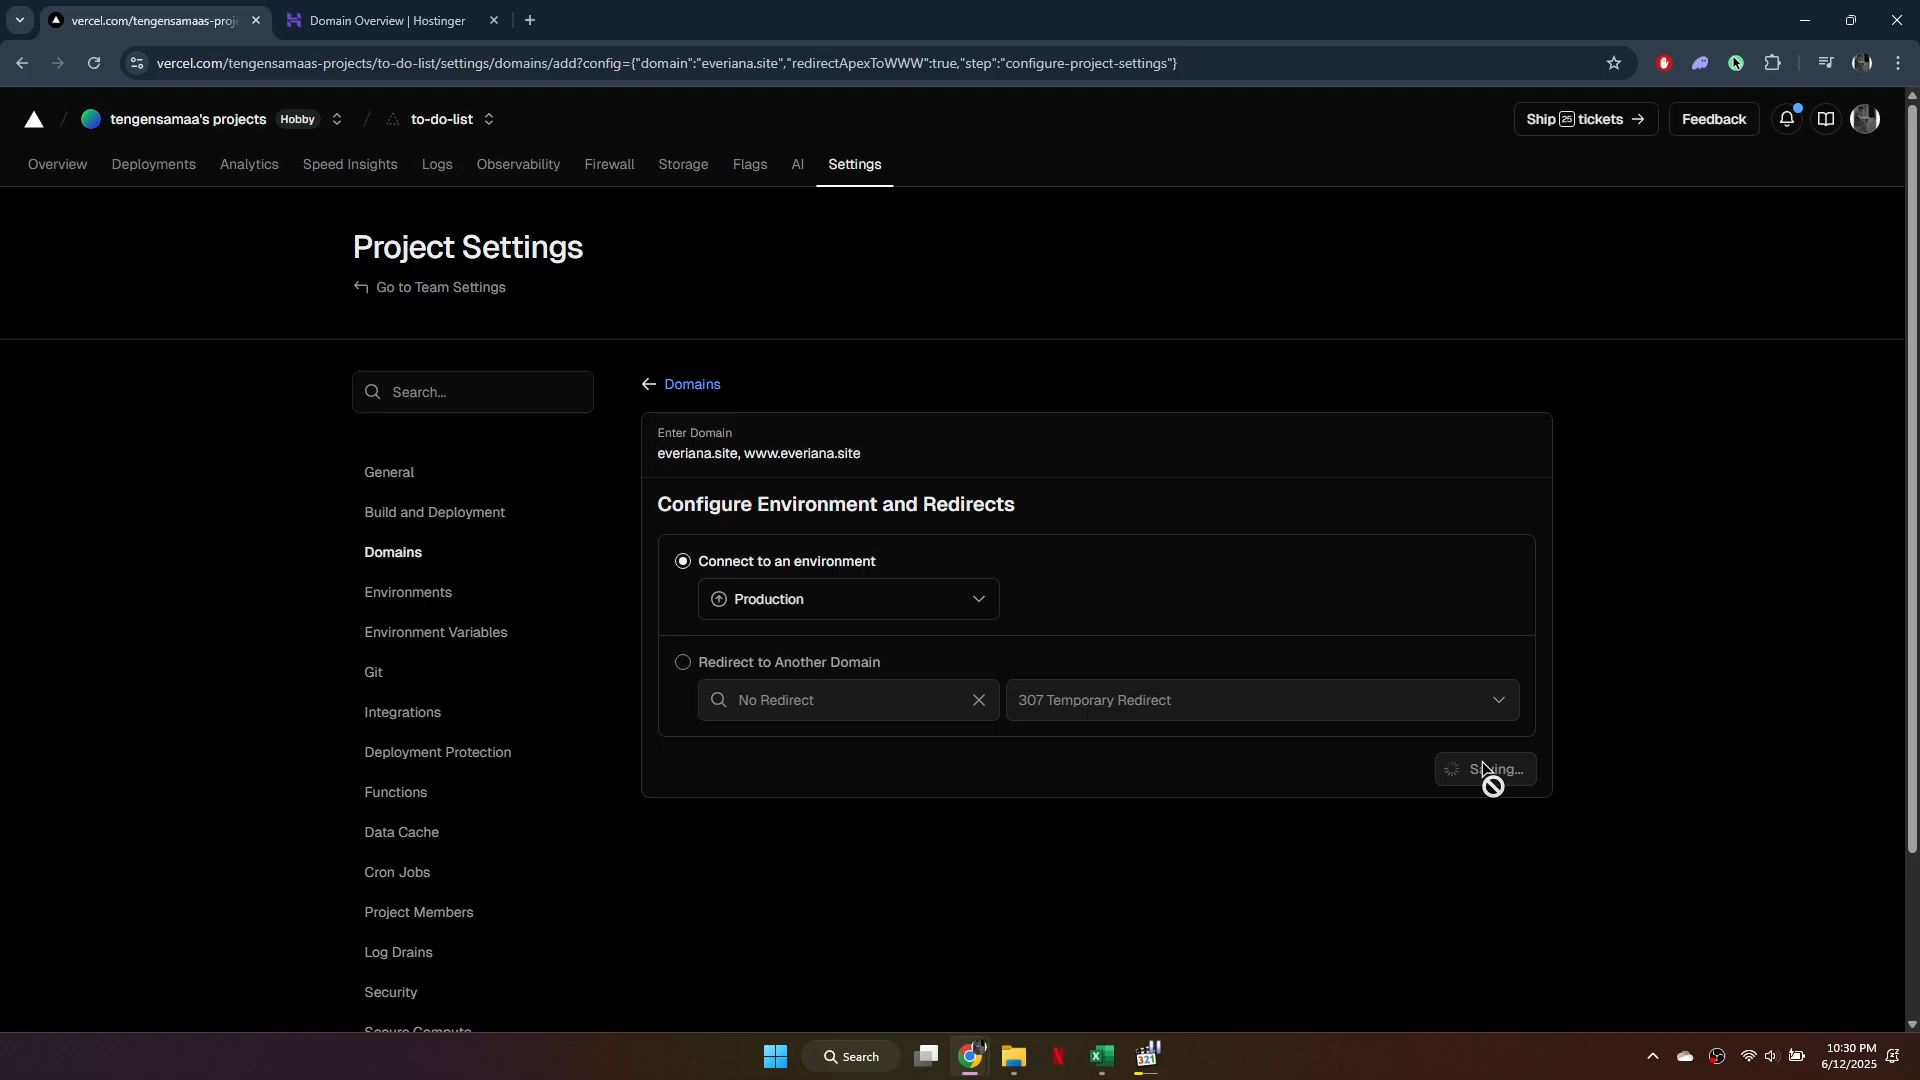 vercel.com/tengensamaas-proj
Domain Overview | Hostinger
vercel.com/tengensamaas-projects/to-do-list/settings/domains/add?config={"domain":"everiana.site","redirectApexToWWW":true,"step":"configure-project-settings"}
tengensamaa's projects Hobby
to-do-list
Ship 25 tickets →
Feedback
Overview
Deployments
Analytics
Speed Insights
Logs
Observability
Firewall
Storage
Flags
AI
Settings
Project Settings
Go to Team Settings
Search...
General
Build and Deployment
Domains
Environments
Environment Variables
Git
Integrations
Deployment Protection
Functions
Data Cache
Cron Jobs
Project Members
Log Drains
Security
Secure Compute
Domains
Enter Domain
everiana.site, www.everiana.site
Configure Environment and Redirects
Connect to an environment
Production
Redirect to Another Domain
No Redirect
307 Temporary Redirect
Saving...
Search
321
10:30 PM
6/12/2025